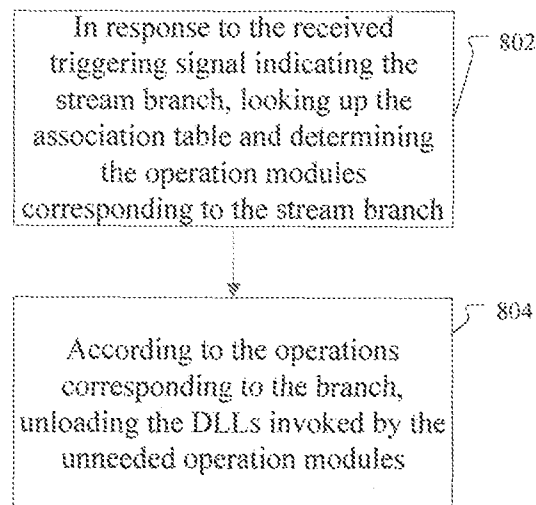 In response to the received
triggering signal indicating the
stream branch, looking up the
association table and determining
the operation modules
corresponding to the stream branch
802
According to the operations
corresponding to the branch,
unloading the DLLs invoked by the
unneeded operation modules
804